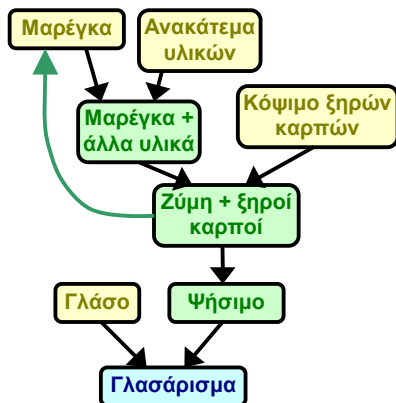 Μαρέγκα
Ανακάτεμα
υλικών
Μαρέγκα +
άλλα υλικά
Κόψιμο ξηρών
καρπών
Ζύμη + ξηροί
καρποί
Γλάσο
Ψήσιμο
Γλασάρισμα